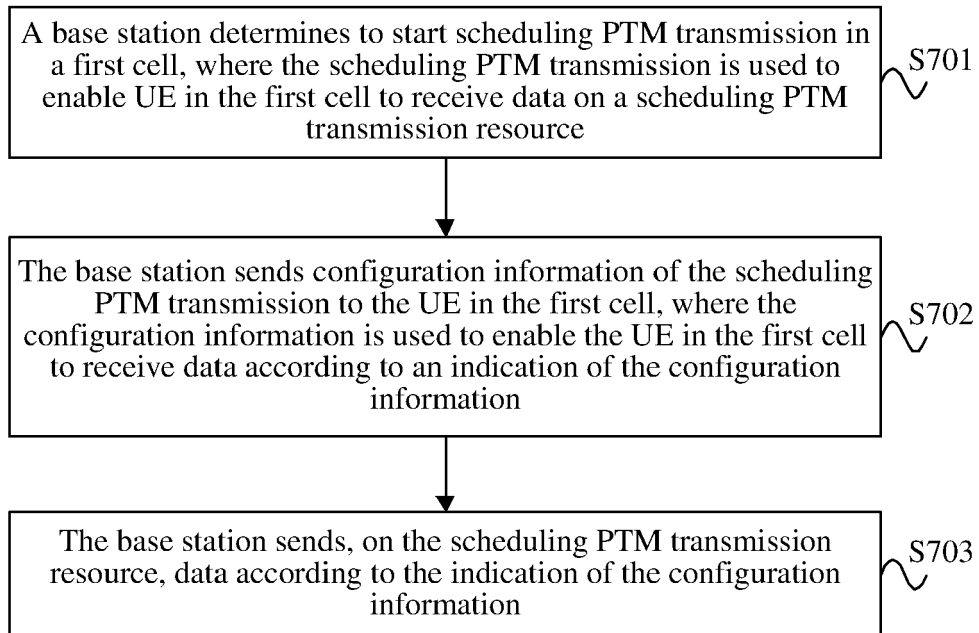 A base station determines to start scheduling PTM transmission in
a first cell, where the scheduling PTM transmission is used to
enable UE in the first cell to receive data on a scheduling PTM
transmission resource
S701
The base station sends configuration information of the scheduling
PTM transmission to the UE in the first cell, where the
configuration information is used to enable the UE in the first cell
to receive data according to an indication of the configuration
information
S702
The base station sends, on the scheduling PTM transmission
resource, data according to the indication of the configuration
information
S703